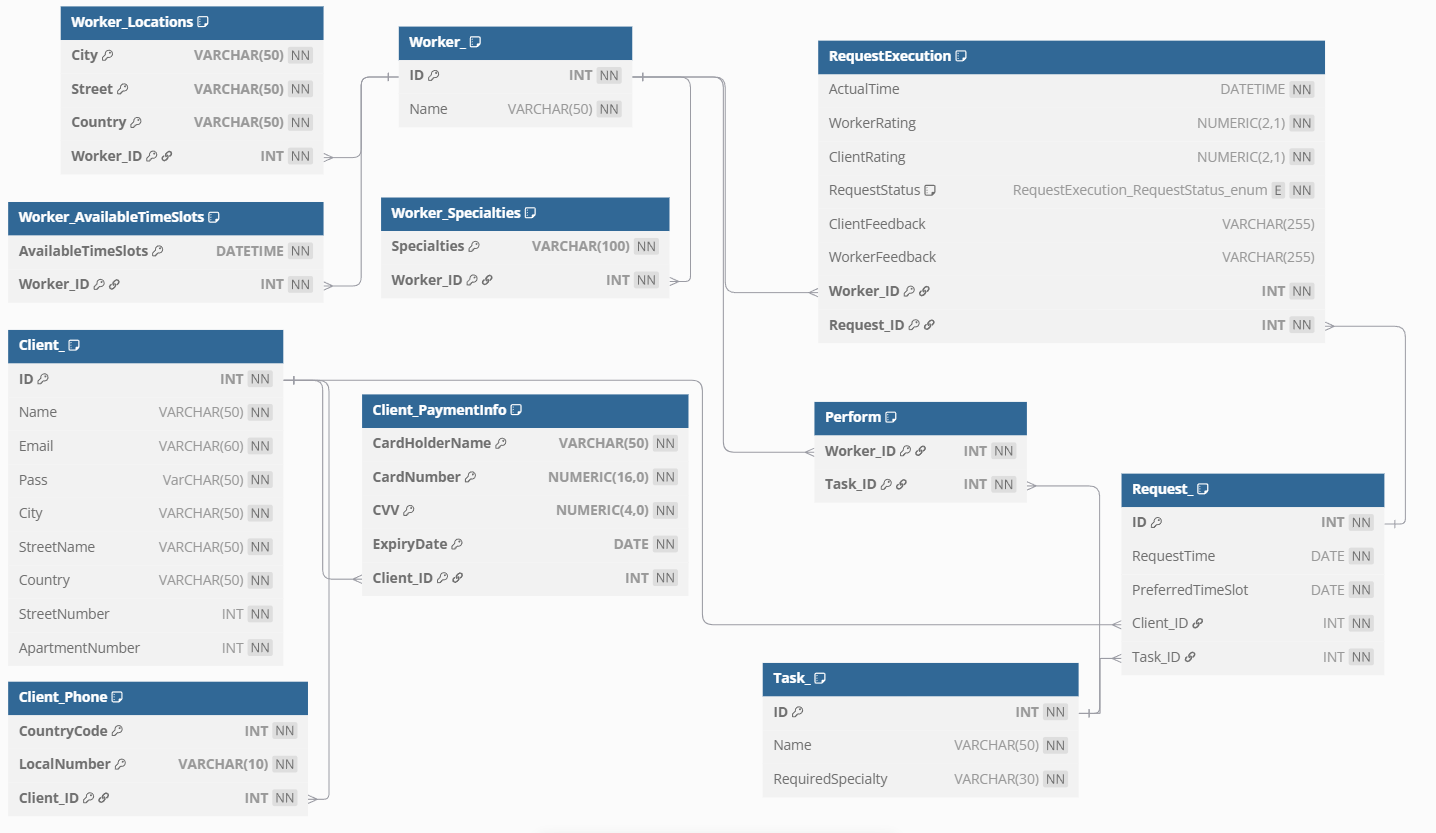 Worker_Locations
City VARCHAR(50) NN
Street VARCHAR(50) NN
Country VARCHAR(50) NN
Worker_ID INT NN
Worker_
ID INT NN
Name VARCHAR(50) NN
RequestExecution
ActualTime DATETIME NN
WorkerRating NUMERIC(2,1) NN
ClientRating NUMERIC(2,1) NN
RequestStatus RequestExecution_RequestStatus_enum E NN
ClientFeedback VARCHAR(255)
WorkerFeedback VARCHAR(255)
Worker_ID INT NN
Request_ID INT NN
Worker_AvailableTimeSlots
AvailableTimeSlots DATETIME NN
Worker_ID INT NN
Worker_Specialties
Specialties VARCHAR(100) NN
Worker_ID INT NN
Client_
ID INT NN
Name VARCHAR(50) NN
Email VARCHAR(60) NN
Pass VarCHAR(50) NN
City VARCHAR(50) NN
StreetName VARCHAR(50) NN
Country VARCHAR(50) NN
StreetNumber INT NN
ApartmentNumber INT NN
Client_PaymentInfo
CardHolderName VARCHAR(50) NN
CardNumber NUMERIC(16,0) NN
CVV NUMERIC(4,0) NN
ExpiryDate DATE NN
Client_ID INT NN
Perform
Worker_ID INT NN
Task_ID INT NN
Request_
ID INT NN
RequestTime DATE NN
PreferredTimeSlot DATE NN
Client_ID INT NN
Task_ID INT NN
Client_Phone
CountryCode INT NN
LocalNumber VARCHAR(10) NN
Client_ID INT NN
Task_
ID INT NN
Name VARCHAR(50) NN
RequiredSpecialty VARCHAR(30) NN